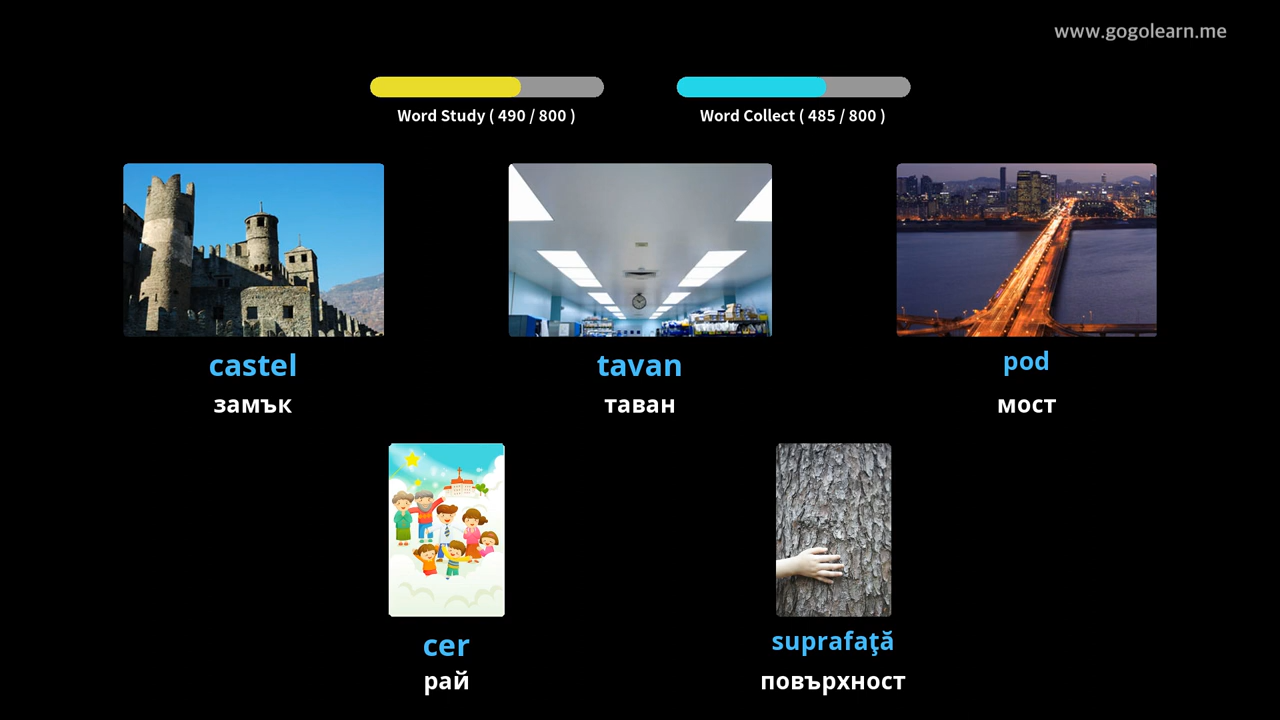 www.gogolearn.me
Word Study ( 490 / 800 )
Word Collect ( 485 / 800 )
castel
tavan
pod
замък
таван
мост
cer
suprafaţă
рай
повърхност